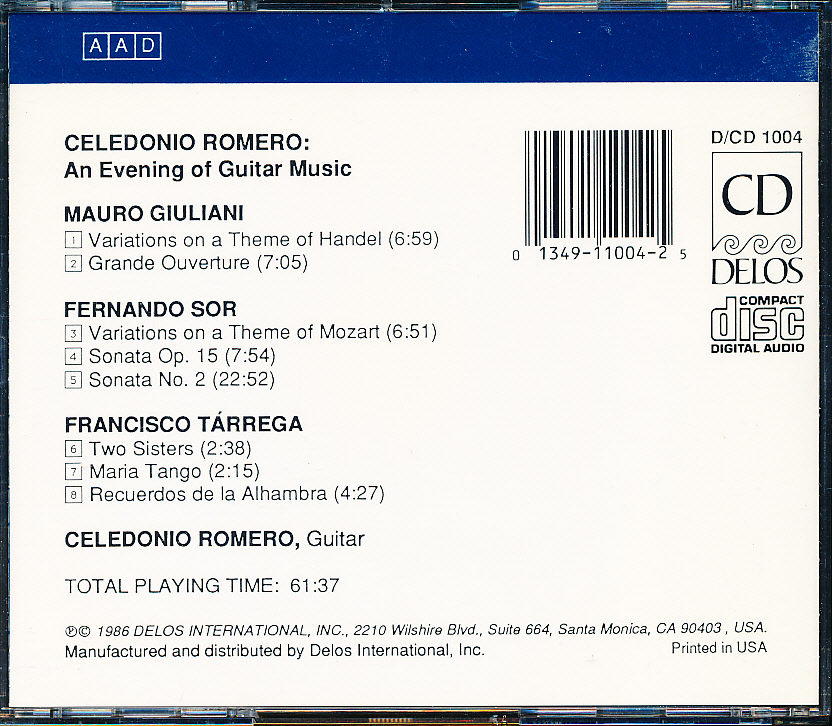 AAD
CELEDONIO ROMERO:
An Evening of Guitar Music
MAURO GIULIANI
1 Variations on a Theme of Handel (6:59)
2 Grande Ouverture (7:05)
FERNANDO SOR
3 Variations on a Theme of Mozart (6:51)
4 Sonata Op. 15 (7:54)
5 Sonata No. 2 (22:52)
FRANCISCO TÁRREGA
6 Two Sisters (2:38)
7 Maria Tango (2:15)
8 Recuerdos de la Alhambra (4:27)
CELEDONIO ROMERO, Guitar
TOTAL PLAYING TIME: 61:37
℗© 1986 DELOS INTERNATIONAL, INC., 2210 Wilshire Blvd., Suite 664, Santa Monica, CA 90403 , USA.
Manufactured and distributed by Delos International, Inc.
Printed in USA
0 1349-11004-2 5
D/CD 1004
CD
DELOS
COMPACT
disc
DIGITAL AUDIO